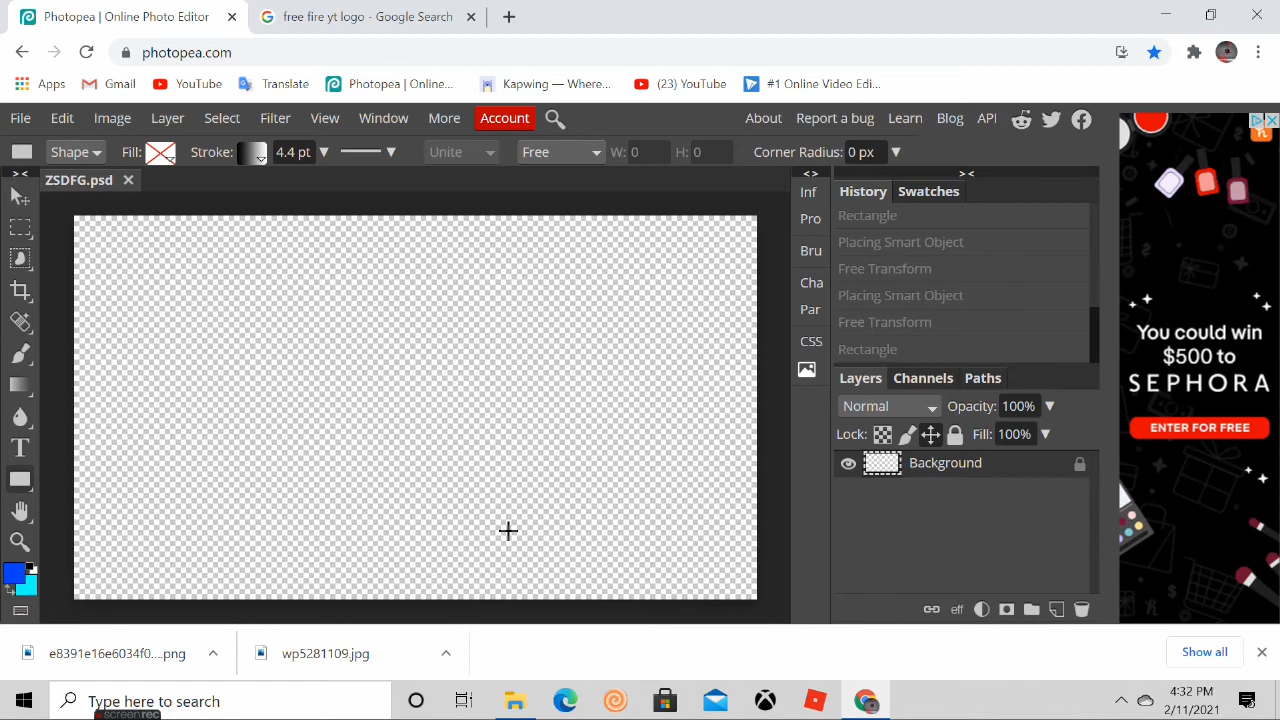 Photopea | Online Photo Editor
free fire yt logo - Google Search
photopea.com
Apps
Gmail
YouTube
Translate
Photopea | Online...
Kapwing — Where...
(23) YouTube
#1 Online Video Edi...
File Edit Image Layer Select Filter View Window More Account
About Report a bug Learn Blog API
Shape Fill: Stroke: 4.4 pt Unite Free W: 0 H: 0 Corner Radius: 0 px
ZSDFG.psd
> <
< >
> <
Inf
Pro
Bru
Cha
Par
CSS
History Swatches
Rectangle
Placing Smart Object
Free Transform
Placing Smart Object
Free Transform
Rectangle
Layers Channels Paths
Normal Opacity: 100%
Lock: Fill: 100%
Background
eff
You could win
$500 to
SEPHORA
ENTER FOR FREE
e8391e16e6034f0....png
wp5281109.jpg
Show all
Type here to search
screenrec
4:32 PM
2/11/2021